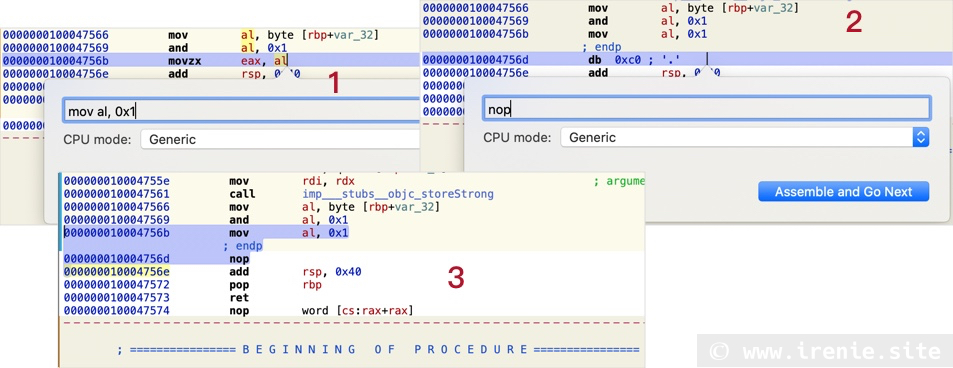 0000000100047566 mov al, byte [rbp+var_32]
0000000100047569 and al, 0x1
000000010004756b movzx eax, al
000000010004756e add rsp, 0x40
1
mov al, 0x1
CPU mode: Generic
0000000100047566 mov al, byte [rbp+var_32]
0000000100047569 and al, 0x1
000000010004756b mov al, 0x1
; endp
000000010004756d db 0xc0 ; '.'
000000010004756e add rsp, 0x40
2
nop
CPU mode: Generic
Assemble and Go Next
000000010004755e mov rdi, rdx ; argume
0000000100047561 call imp___stubs__objc_storeStrong
0000000100047566 mov al, byte [rbp+var_32]
0000000100047569 and al, 0x1
000000010004756b mov al, 0x1
; endp
000000010004756d nop
000000010004756e add rsp, 0x40
0000000100047572 pop rbp
0000000100047573 ret
0000000100047574 nop word [cs:rax+rax]
3
; ================ B E G I N N I N G O F P R O C E D U R E ================
© www.irenie.site